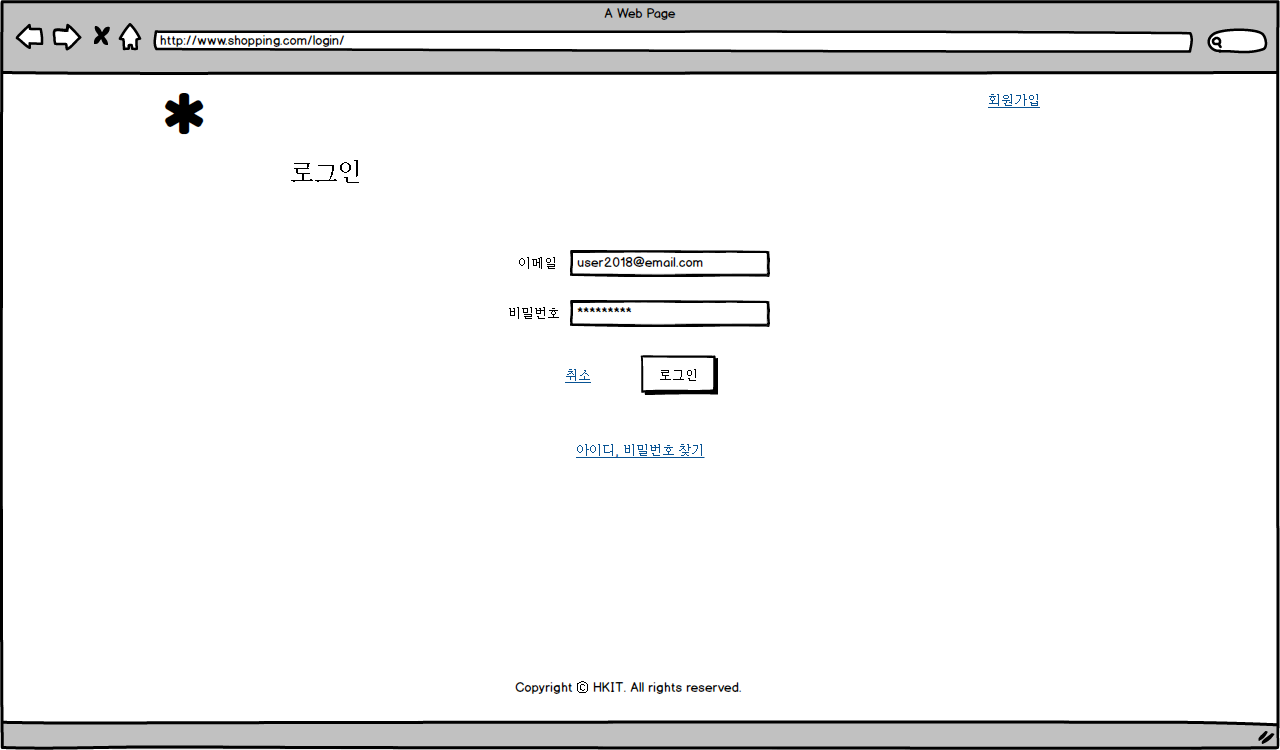 A Web Page
http://www.shopping.com/login/
회원가입
로그인
이메일 user2018@email.com
비밀번호 *********
취소 로그인
아이디, 비밀번호 찾기
Copyright © HKIT. All rights reserved.